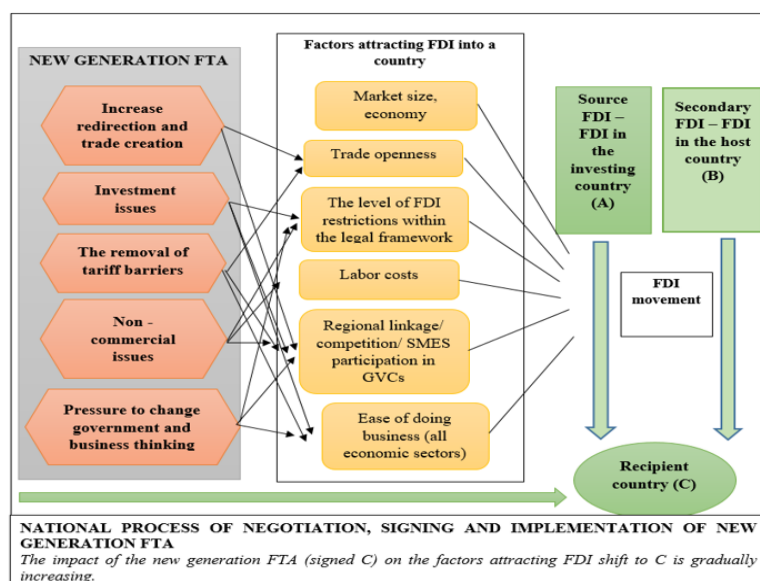 NEW GENERATION FTA
Increase
redirection and
trade creation
Investment
issues
The removal of
tariff barriers
Non -
commercial
issues
Pressure to change
government and
business thinking
Factors attracting FDI into a
country
Market size,
economy
Trade openness
The level of FDI
restrictions within
the legal framework
Labor costs
Regional linkage/
competition/ SMES
participation in
GVCs
Ease of doing
business (all
economic sectors)
Source
FDI –
FDI in
the
investing
country
(A)
Secondary
FDI – FDI
in the host
country
(B)
FDI
movement
Recipient
country (C)
NATIONAL PROCESS OF NEGOTIATION, SIGNING AND IMPLEMENTATION OF NEW
GENERATION FTA
The impact of the new generation FTA (signed C) on the factors attracting FDI shift to C is gradually
increasing.